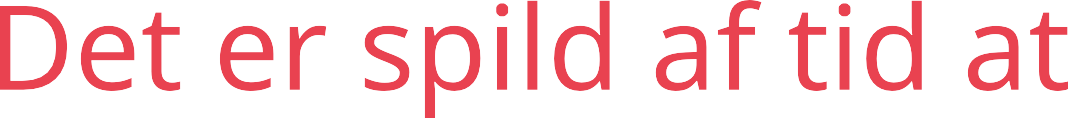 Det er spild af tid at